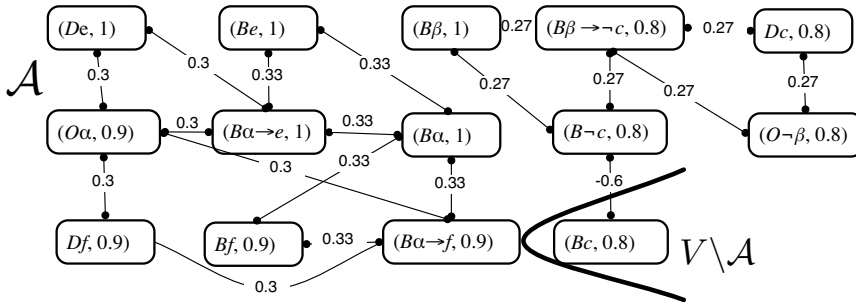 (De, 1) (Be, 1) (Bβ, 1) 0.27 (Bβ→¬c, 0.8) 0.27 Dc, 0.8)
0.3 0.3 0.33 0.33 0.27 0.27 0.27 0.27
𝒜
(Oα, 0.9) 0.3 (Bα→e, 1) 0.33 (Bα, 1) (B¬c, 0.8) (O¬β, 0.8)
0.3 0.3 0.33 0.33 -0.6
Df, 0.9) Bf, 0.9) 0.33 (Bα→f, 0.9) (Bc, 0.8) V\𝒜
0.3